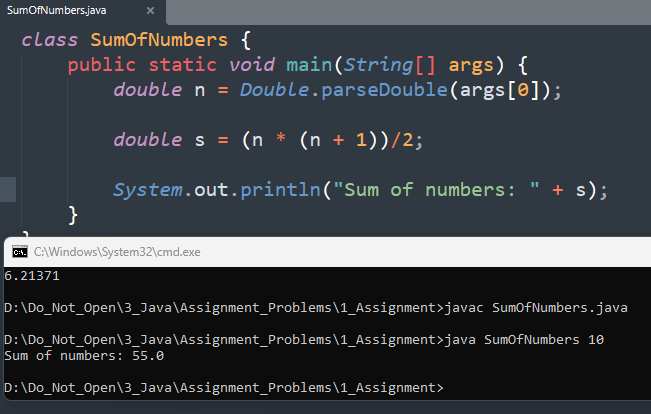 SumOfNumbers.java ×
class SumOfNumbers {
public static void main(String[] args) {
double n = Double.parseDouble(args[0]);
double s = (n * (n + 1))/2;
System.out.println("Sum of numbers: " + s);
}
}
C:\Windows\System32\cmd.exe
6.21371
D:\Do_Not_Open\3_Java\Assignment_Problems\1_Assignment>javac SumOfNumbers.java
D:\Do_Not_Open\3_Java\Assignment_Problems\1_Assignment>java SumOfNumbers 10
Sum of numbers: 55.0
D:\Do_Not_Open\3_Java\Assignment_Problems\1_Assignment>